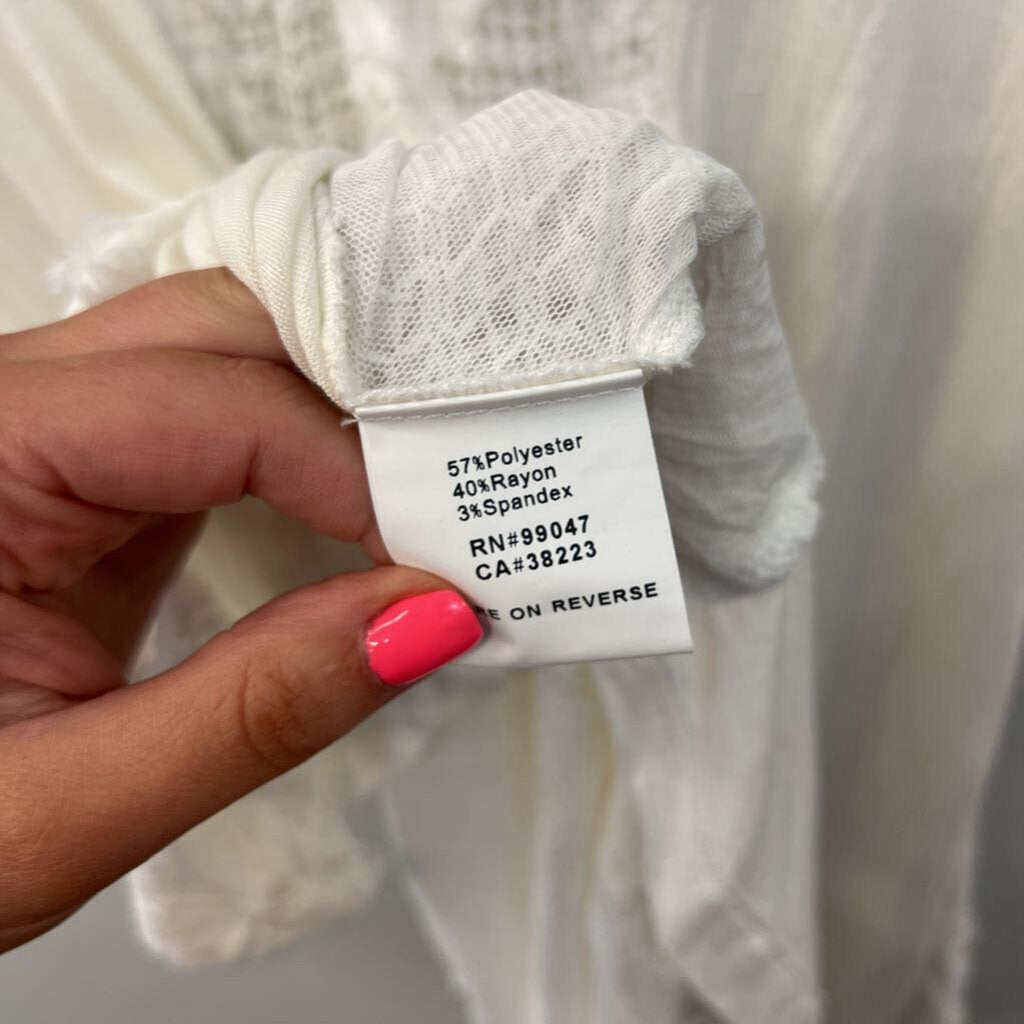 57%Polyester
40%Rayon
3%Spandex
RN#99047
CA#38223
ON REVERSE